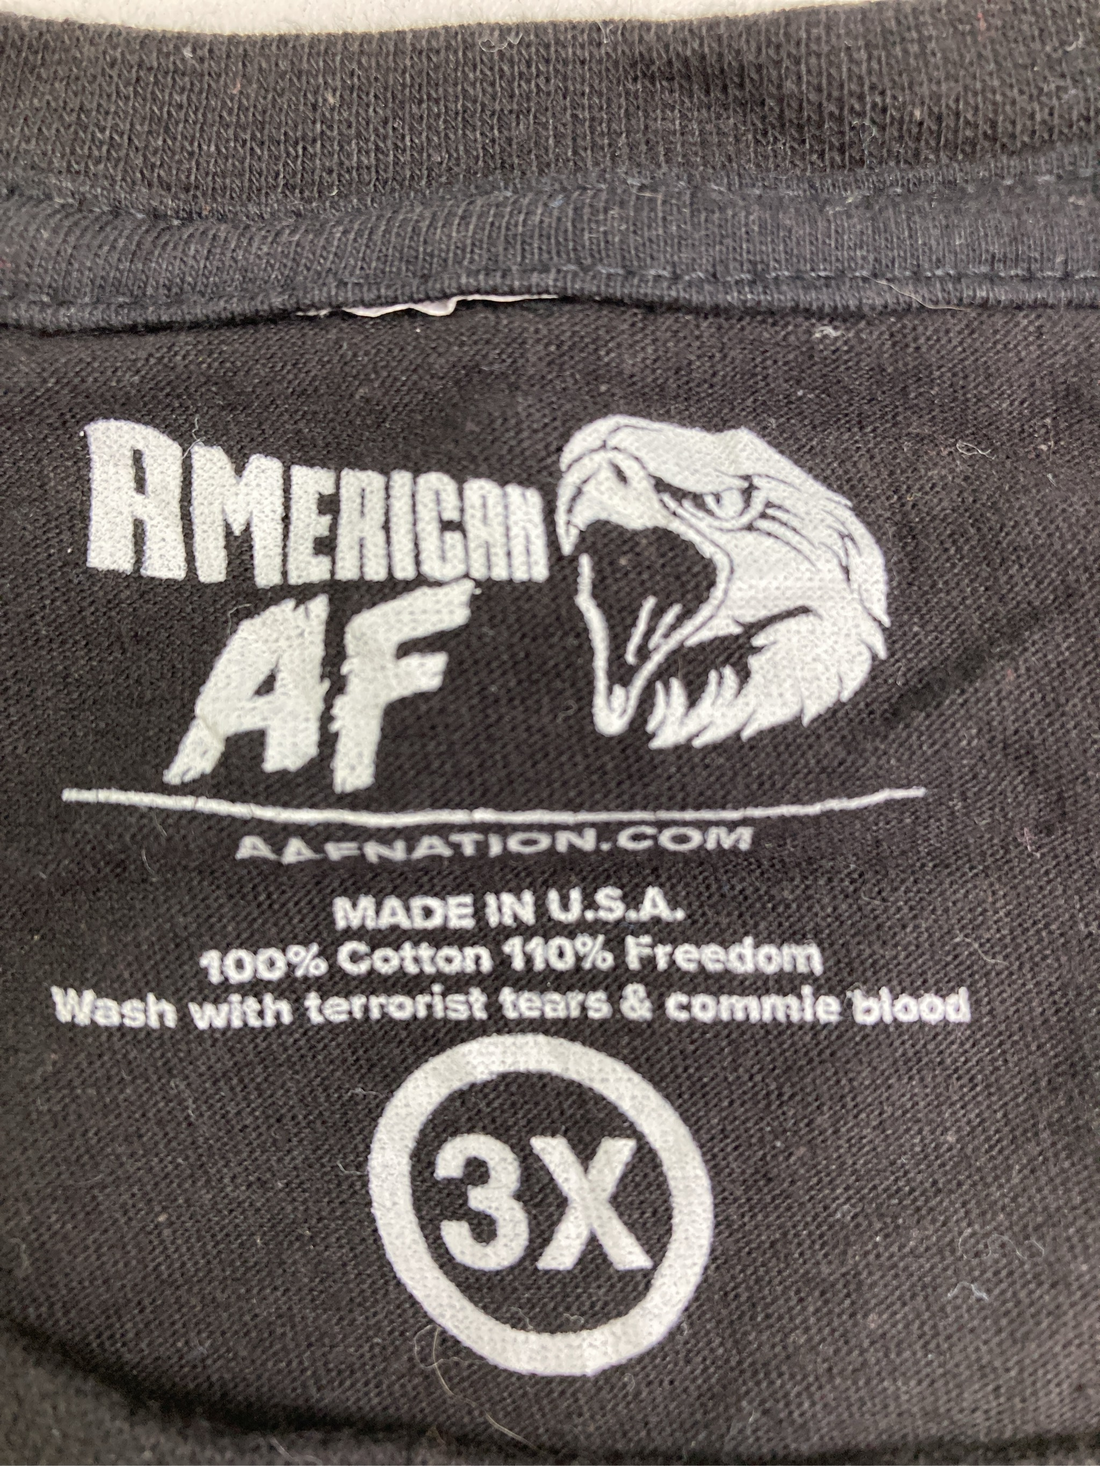 AMERICAN
AF
AAFNATION.COM
MADE IN U.S.A.
100% Cotton 110% Freedom
Wash with terrorist tears & commie blood
3X